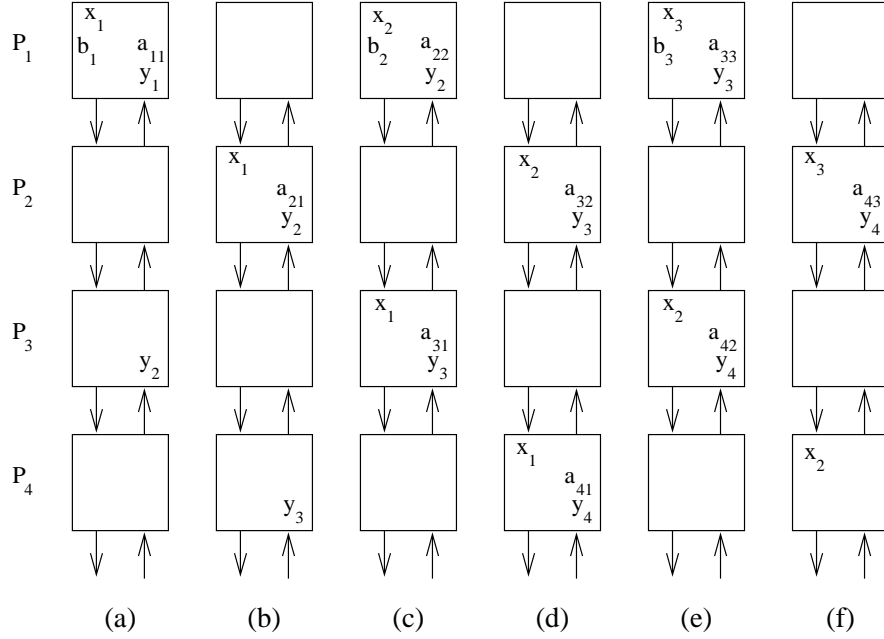 P₁ x₁ x₂ x₃
b₁ a₁₁ b₂ a₂₂ b₃ a₃₃
y₁ y₂ y₃
P₂ x₁ x₂ x₃
a₂₁ a₃₂ a₄₃
y₂ y₃ y₄
P₃ x₁ x₂
a₃₁ a₄₂
y₂ y₃ y₄
P₄ x₁ x₂
a₄₁
y₃ y₄
(a) (b) (c) (d) (e) (f)